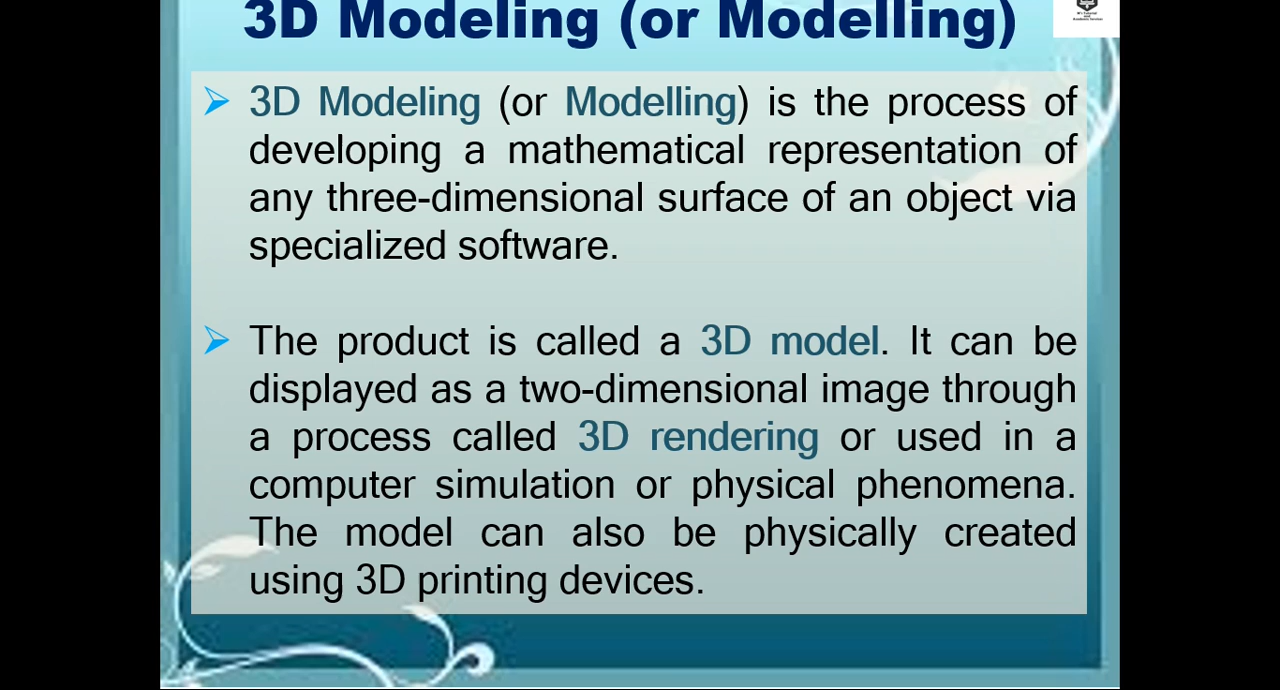 3D Modeling (or Modelling)
3D Modeling (or Modelling) is the process of
developing a mathematical representation of
any three-dimensional surface of an object via
specialized software.
The product is called a 3D model. It can be
displayed as a two-dimensional image through
a process called 3D rendering or used in a
computer simulation or physical phenomena.
The model can also be physically created
using 3D printing devices.